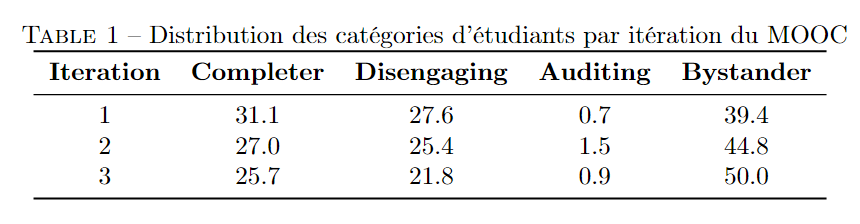 TABLE 1 – Distribution des catégories d'étudiants par itération du MOOC
Iteration Completer Disengaging Auditing Bystander
1 31.1 27.6 0.7 39.4
2 27.0 25.4 1.5 44.8
3 25.7 21.8 0.9 50.0